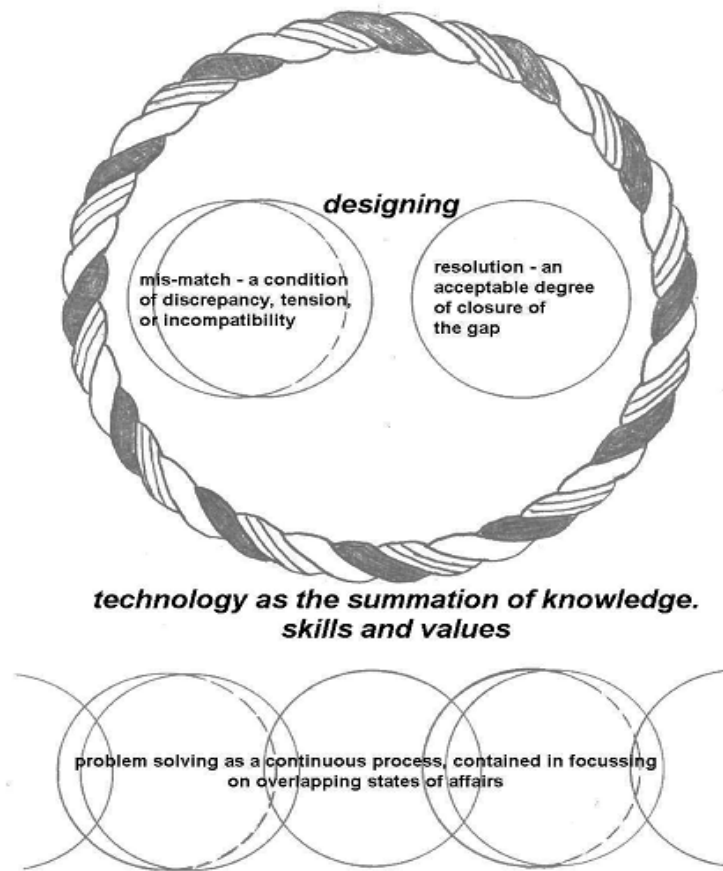 designing
mis-match - a condition
of discrepancy, tension,
or incompatibility
resolution - an
acceptable degree
of closure of
the gap
technology as the summation of knowledge.
skills and values
problem solving as a continuous process, contained in focussing
on overlapping states of affairs